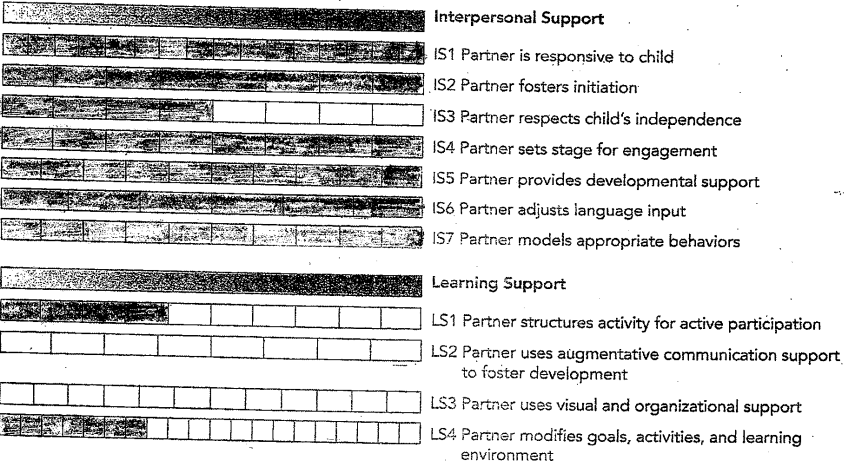 Interpersonal Support
IS1 Partner is responsive to child
IS2 Partner fosters initiation
IS3 Partner respects child's independence
IS4 Partner sets stage for engagement
IS5 Partner provides developmental support
IS6 Partner adjusts language input
IS7 Partner models appropriate behaviors
Learning Support
LS1 Partner structures activity for active participation
LS2 Partner uses augmentative communication support
to foster development
LS3 Partner uses visual and organizational support
LS4 Partner modifies goals, activities, and learning
environment